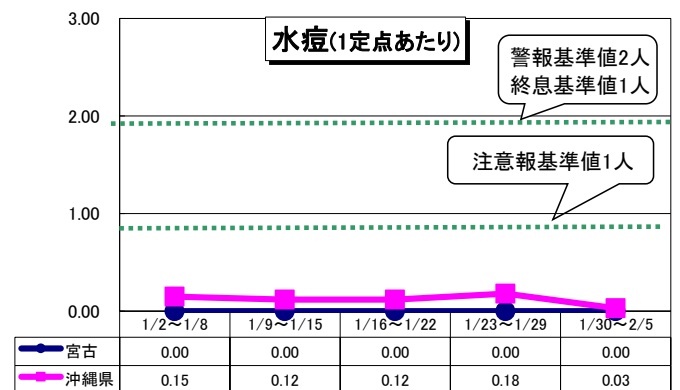 水痘(1定点あたり)
3.00
警報基準値2人
終息基準値1人
2.00
注意報基準値1人
1.00
0.00
1/2～1/8 1/9～1/15 1/16～1/22 1/23～1/29 1/30～2/5
宮古 0.00 0.00 0.00 0.00 0.00
沖縄県 0.15 0.12 0.12 0.18 0.03